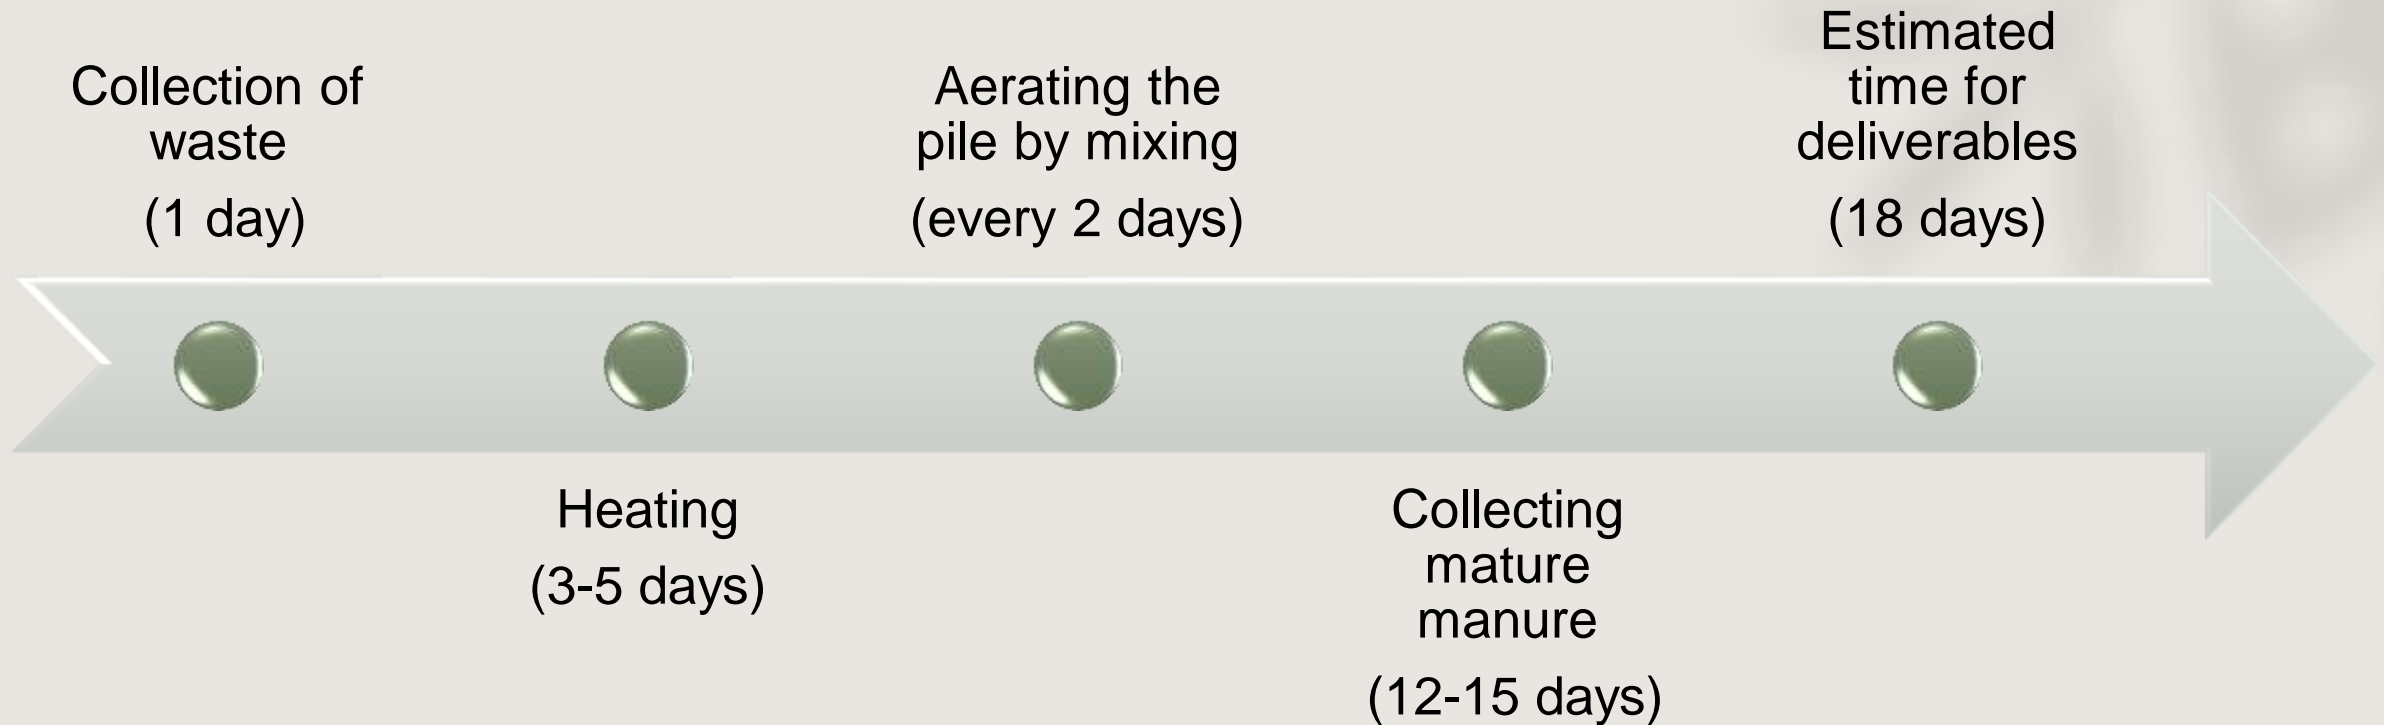 Collection of
waste
(1 day)
Heating
(3-5 days)
Aerating the
pile by mixing
(every 2 days)
Collecting
mature
manure
(12-15 days)
Estimated
time for
deliverables
(18 days)